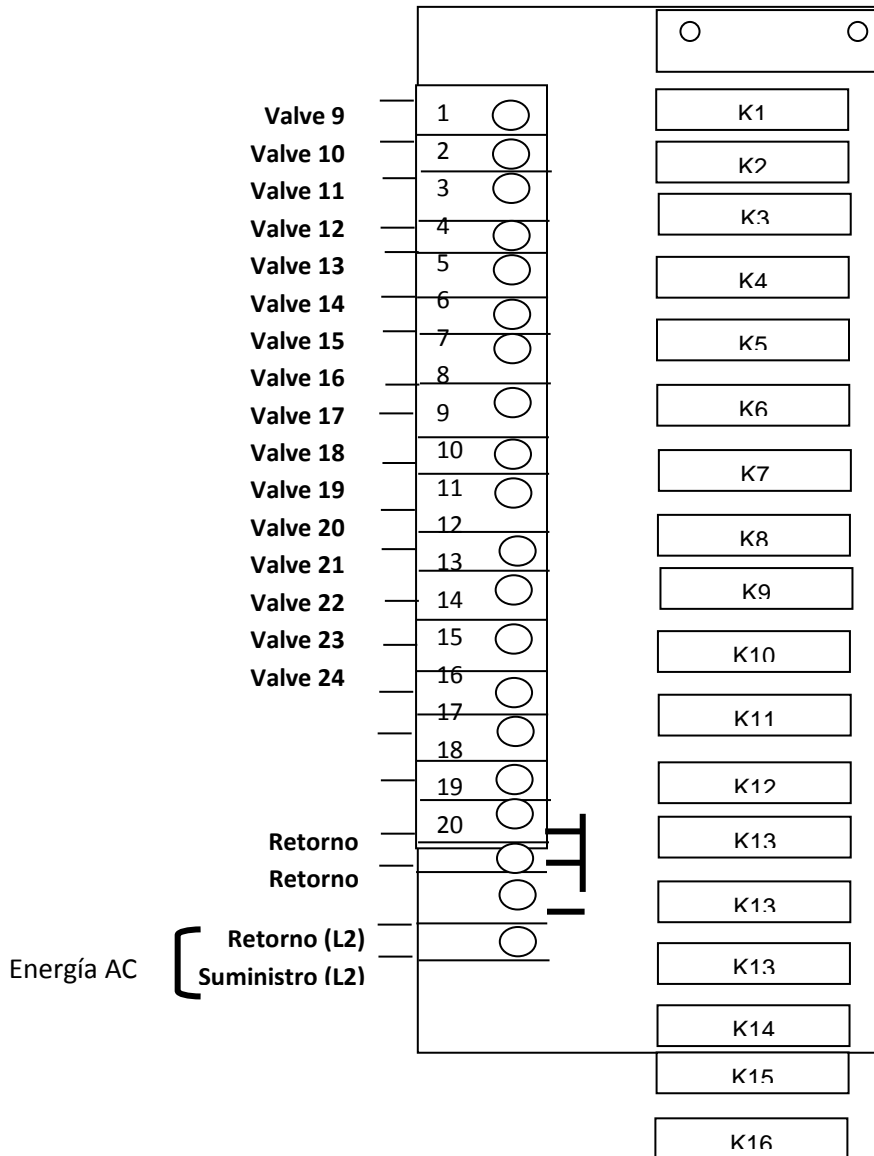 Valve 9
Valve 10
Valve 11
Valve 12
Valve 13
Valve 14
Valve 15
Valve 16
Valve 17
Valve 18
Valve 19
Valve 20
Valve 21
Valve 22
Valve 23
Valve 24
Retorno
Retorno
Retorno (L2)
Suministro (L2)
Energía AC
1
2
3
4
5
6
7
8
9
10
11
12
13
14
15
16
17
18
19
20
K1
K2
K3
K4
K5
K6
K7
K8
K9
K10
K11
K12
K13
K13
K13
K14
K15
K16